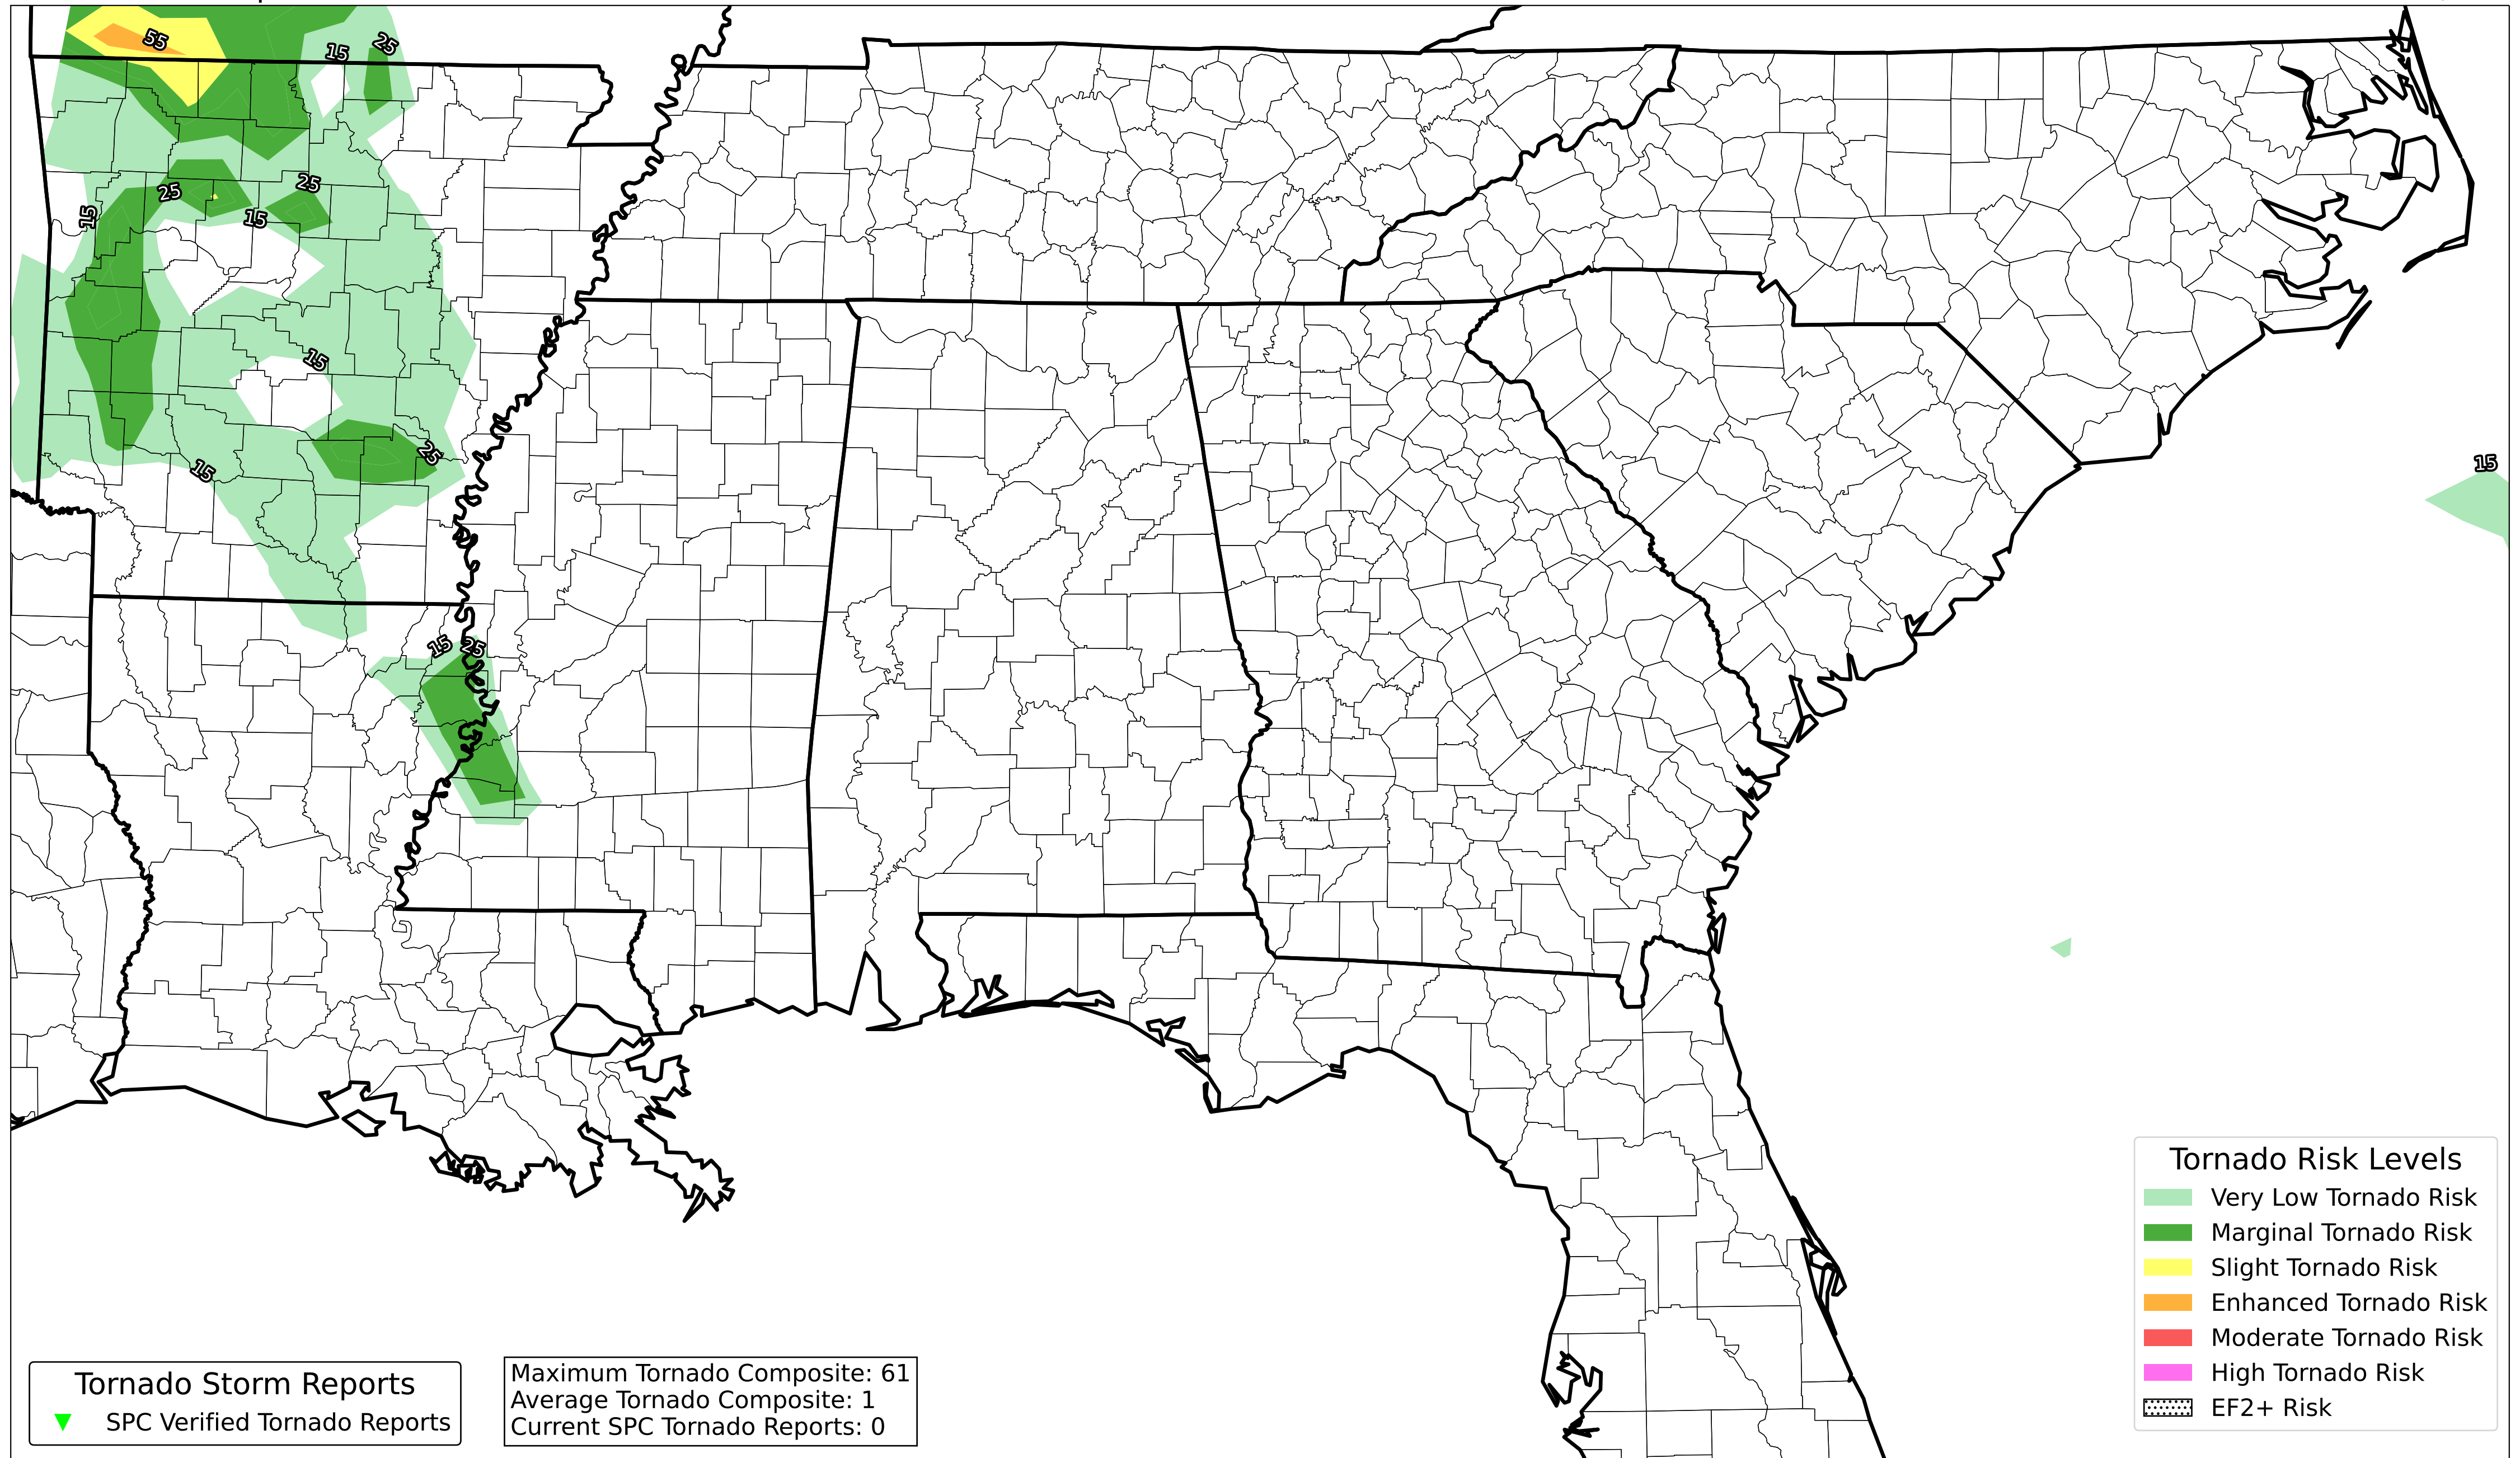 55
15
25
25
25
15
15
15
25
15
15
15
25
Tornado Risk Levels
Very Low Tornado Risk
Marginal Tornado Risk
Slight Tornado Risk
Enhanced Tornado Risk
Moderate Tornado Risk
High Tornado Risk
EF2+ Risk
Tornado Storm Reports
SPC Verified Tornado Reports
Maximum Tornado Composite: 61
Average Tornado Composite: 1
Current SPC Tornado Reports: 0